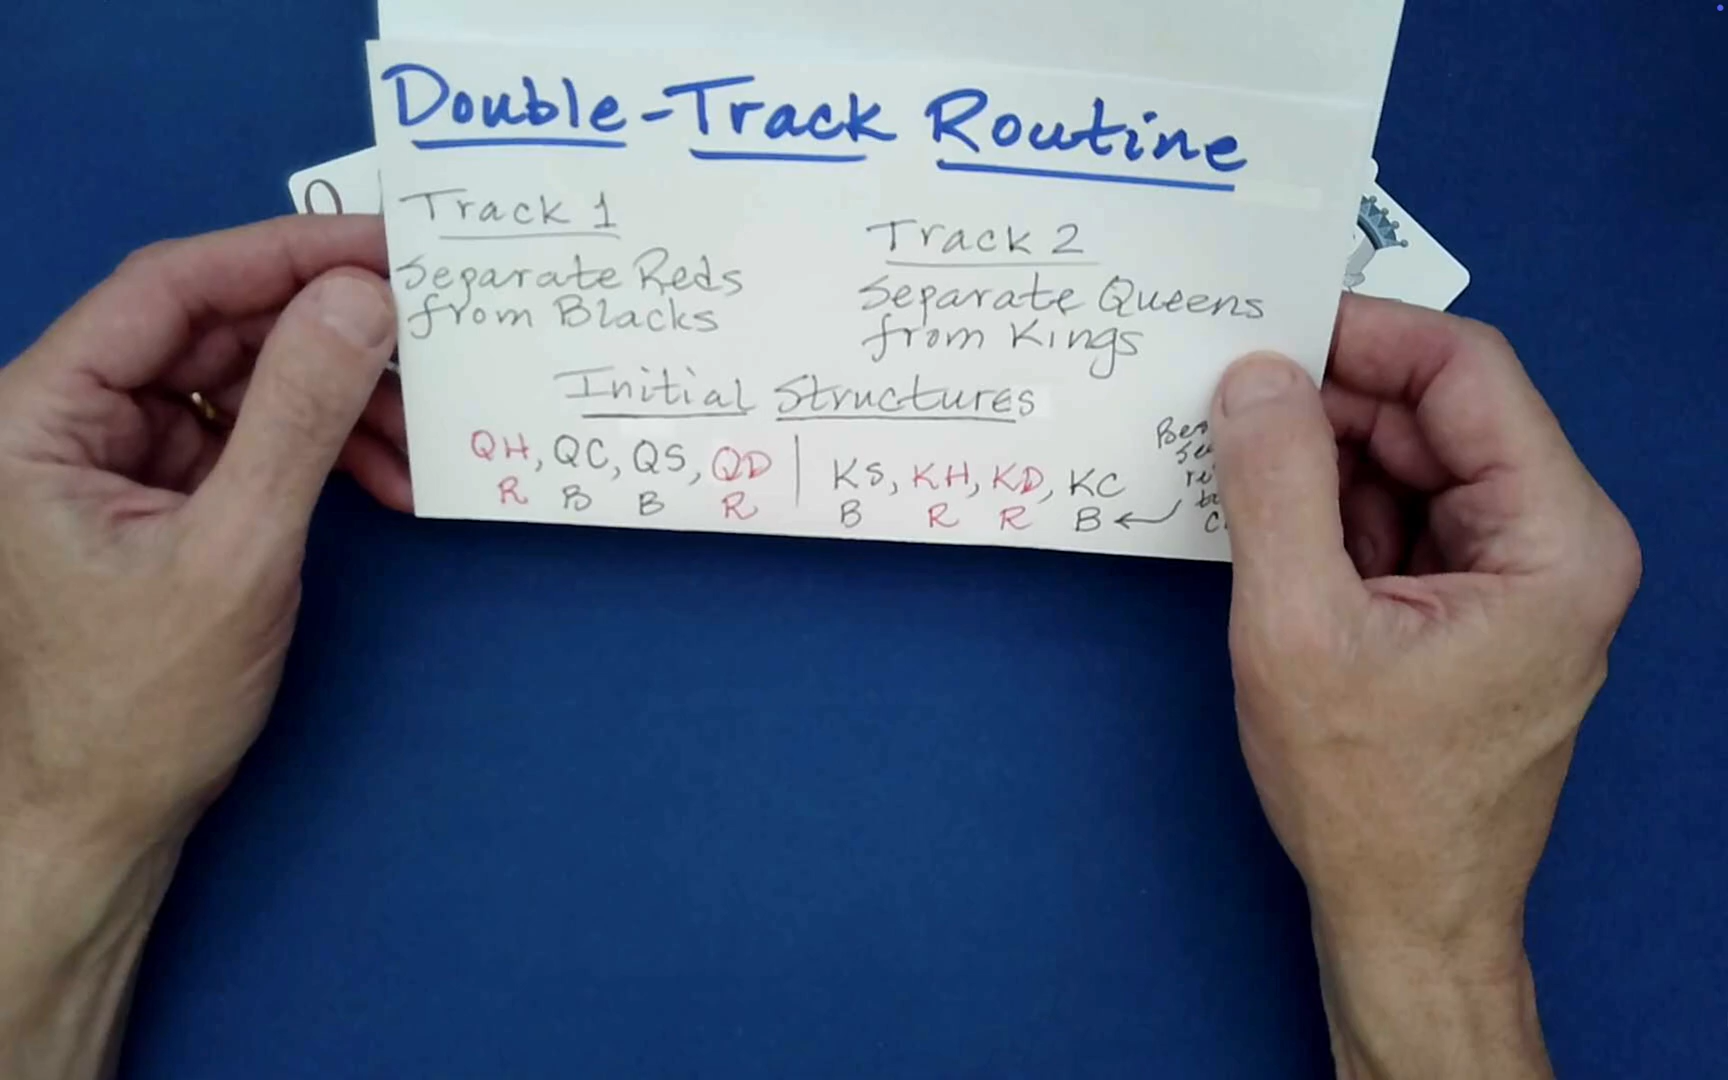 Double-Track Routine
Track 1
Separate Reds
from Blacks
Track 2
Separate Queens
from Kings
Initial Structures
QH, QC, QS, QD | KS, KH, KD, KC
R B B R B R R B
Q